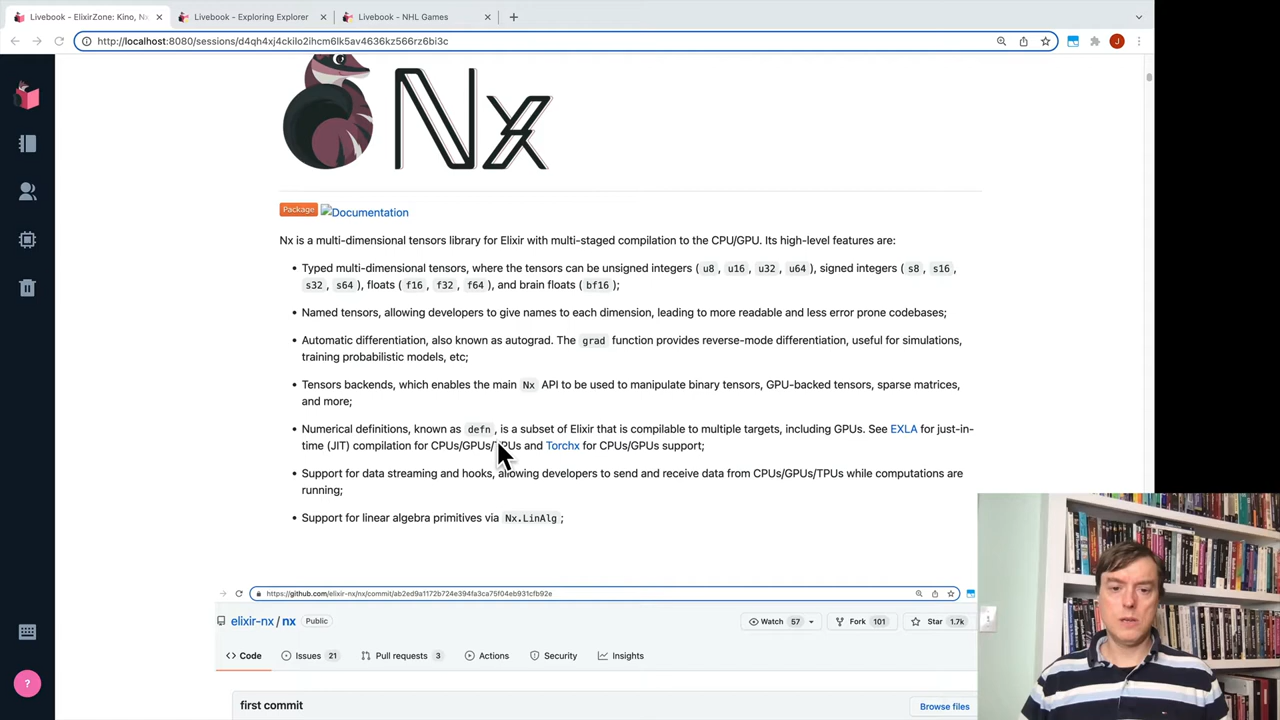 Livebook - ElixirZone: Kino, Nx
Livebook - Exploring Explorer
Livebook - NHL Games
http://localhost:8080/sessions/d4qh4xj4ckilo2ihcm6lk5av4636kz566rz6bi3c
J
Nx
Package Documentation
Nx is a multi-dimensional tensors library for Elixir with multi-staged compilation to the CPU/GPU. Its high-level features are:
• Typed multi-dimensional tensors, where the tensors can be unsigned integers ( u8 , u16 , u32 , u64 ), signed integers ( s8 , s16 ,
s32 , s64 ), floats ( f16 , f32 , f64 ), and brain floats ( bf16 );
• Named tensors, allowing developers to give names to each dimension, leading to more readable and less error prone codebases;
• Automatic differentiation, also known as autograd. The grad function provides reverse-mode differentiation, useful for simulations,
training probabilistic models, etc;
• Tensors backends, which enables the main Nx API to be used to manipulate binary tensors, GPU-backed tensors, sparse matrices,
and more;
• Numerical definitions, known as defn , is a subset of Elixir that is compilable to multiple targets, including GPUs. See EXLA for just-in-
time (JIT) compilation for CPUs/GPUs/TPUs and Torchx for CPUs/GPUs support;
• Support for data streaming and hooks, allowing developers to send and receive data from CPUs/GPUs/TPUs while computations are
running;
• Support for linear algebra primitives via Nx.LinAlg ;
https://github.com/elixir-nx/nx/commit/ab2ed9a1172b724e394fa3ca75f04eb931cfb92e
elixir-nx / nx Public
Watch 57
Fork 101
Star 1.7k
Code
Issues 21
Pull requests 3
Actions
Security
Insights
first commit
Browse files
?